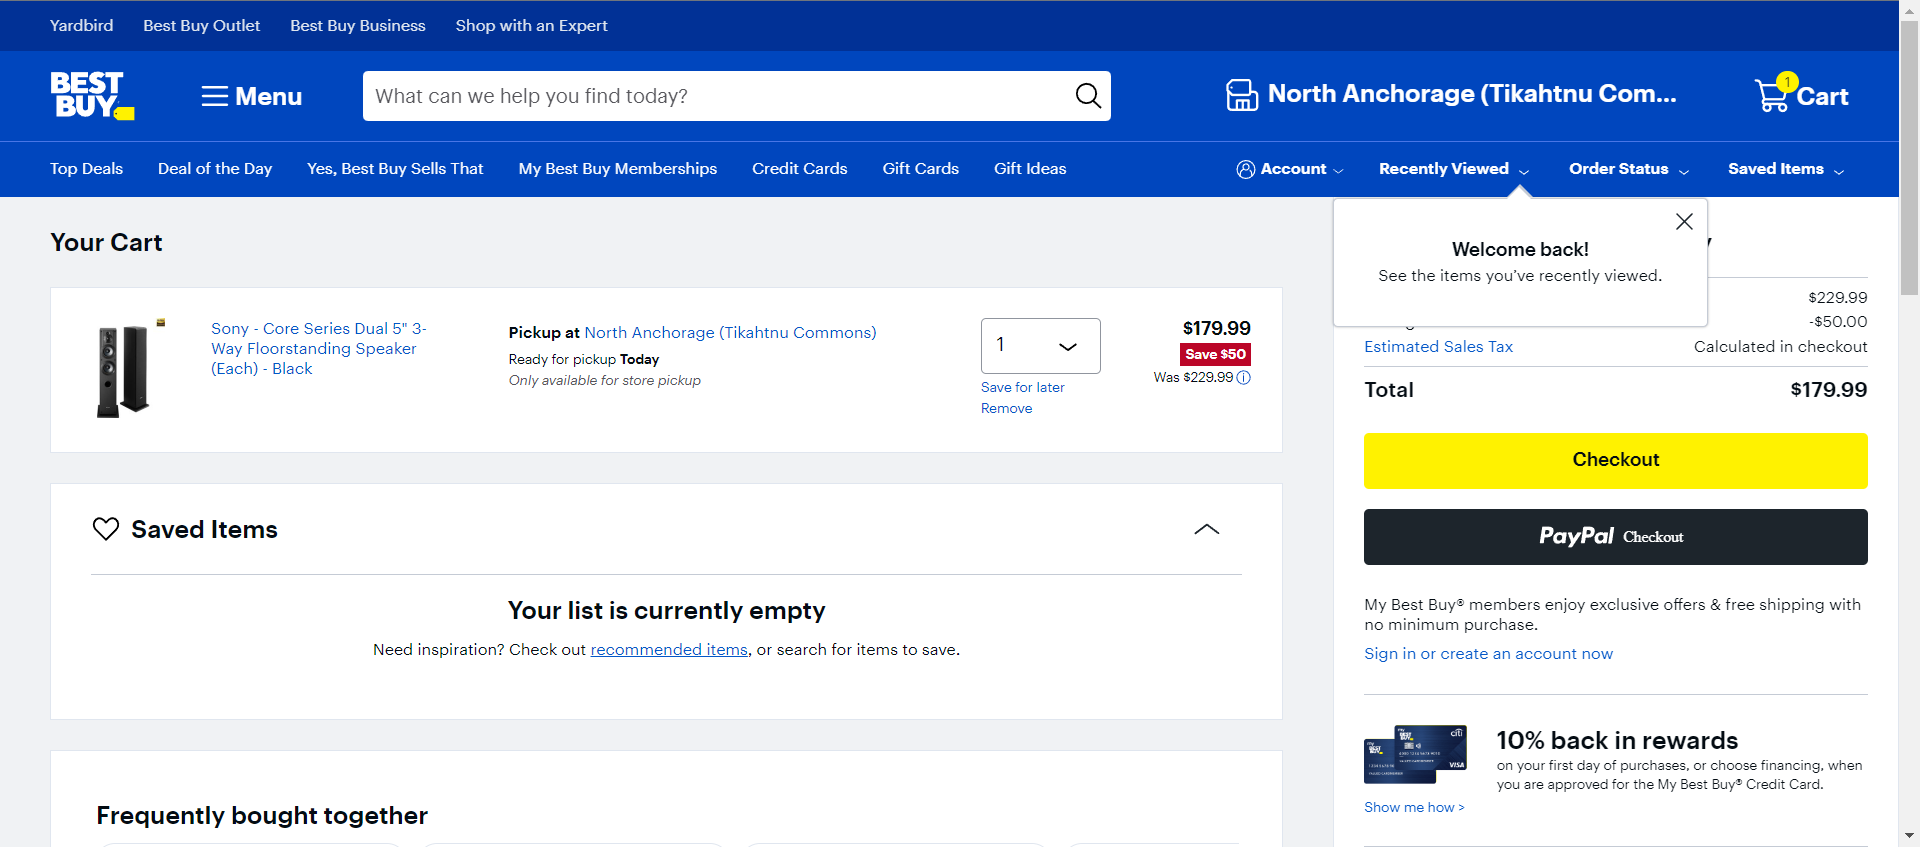 Yardbird
Best Buy Outlet
Best Buy Business
Shop with an Expert
BEST
BUY
Menu
What can we help you find today?
North Anchorage (Tikahtnu Com...
1
Cart
Top Deals
Deal of the Day
Yes, Best Buy Sells That
My Best Buy Memberships
Credit Cards
Gift Cards
Gift Ideas
Account
Recently Viewed
Order Status
Saved Items
Your Cart
Sony - Core Series Dual 5" 3-
Way Floorstanding Speaker
(Each) - Black
Pickup at North Anchorage (Tikahtnu Commons)
Ready for pickup Today
Only available for store pickup
1
Save for later
Remove
$179.99
Save $50
Was $229.99
Saved Items
Your list is currently empty
Need inspiration? Check out recommended items, or search for items to save.
Frequently bought together
Welcome back!
See the items you've recently viewed.
$229.99
-$50.00
Estimated Sales Tax
Calculated in checkout
Total
$179.99
Checkout
PayPal Checkout
My Best Buy® members enjoy exclusive offers & free shipping with
no minimum purchase.
Sign in or create an account now
10% back in rewards
on your first day of purchases, or choose financing, when
you are approved for the My Best Buy® Credit Card.
Show me how >